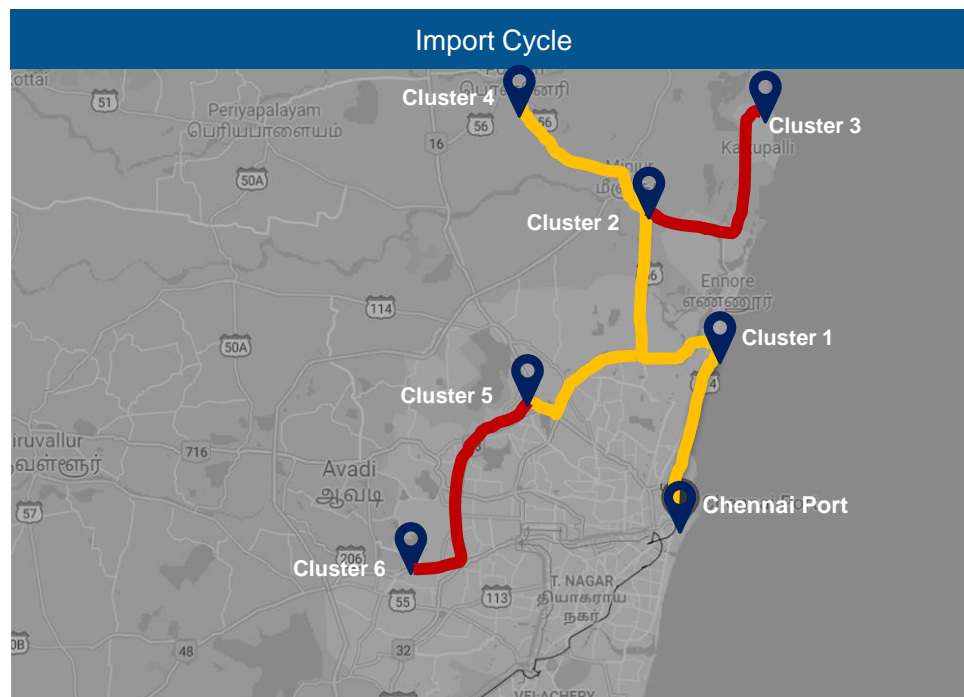 Import Cycle
51
Periyapalayam
பெரியபாளையம்
Cluster 4
56
56
16
Cluster 3
Minjur
50A
Cluster 2
Ennore
எண்ணூர்
114
Cluster 1
50A
Cluster 5
716
Avadi
ஆவடி
57
Chennai Port
206
Cluster 6
55
113
T. NAGAR
தியாகராய
நகர்
48
32
VELACHERY